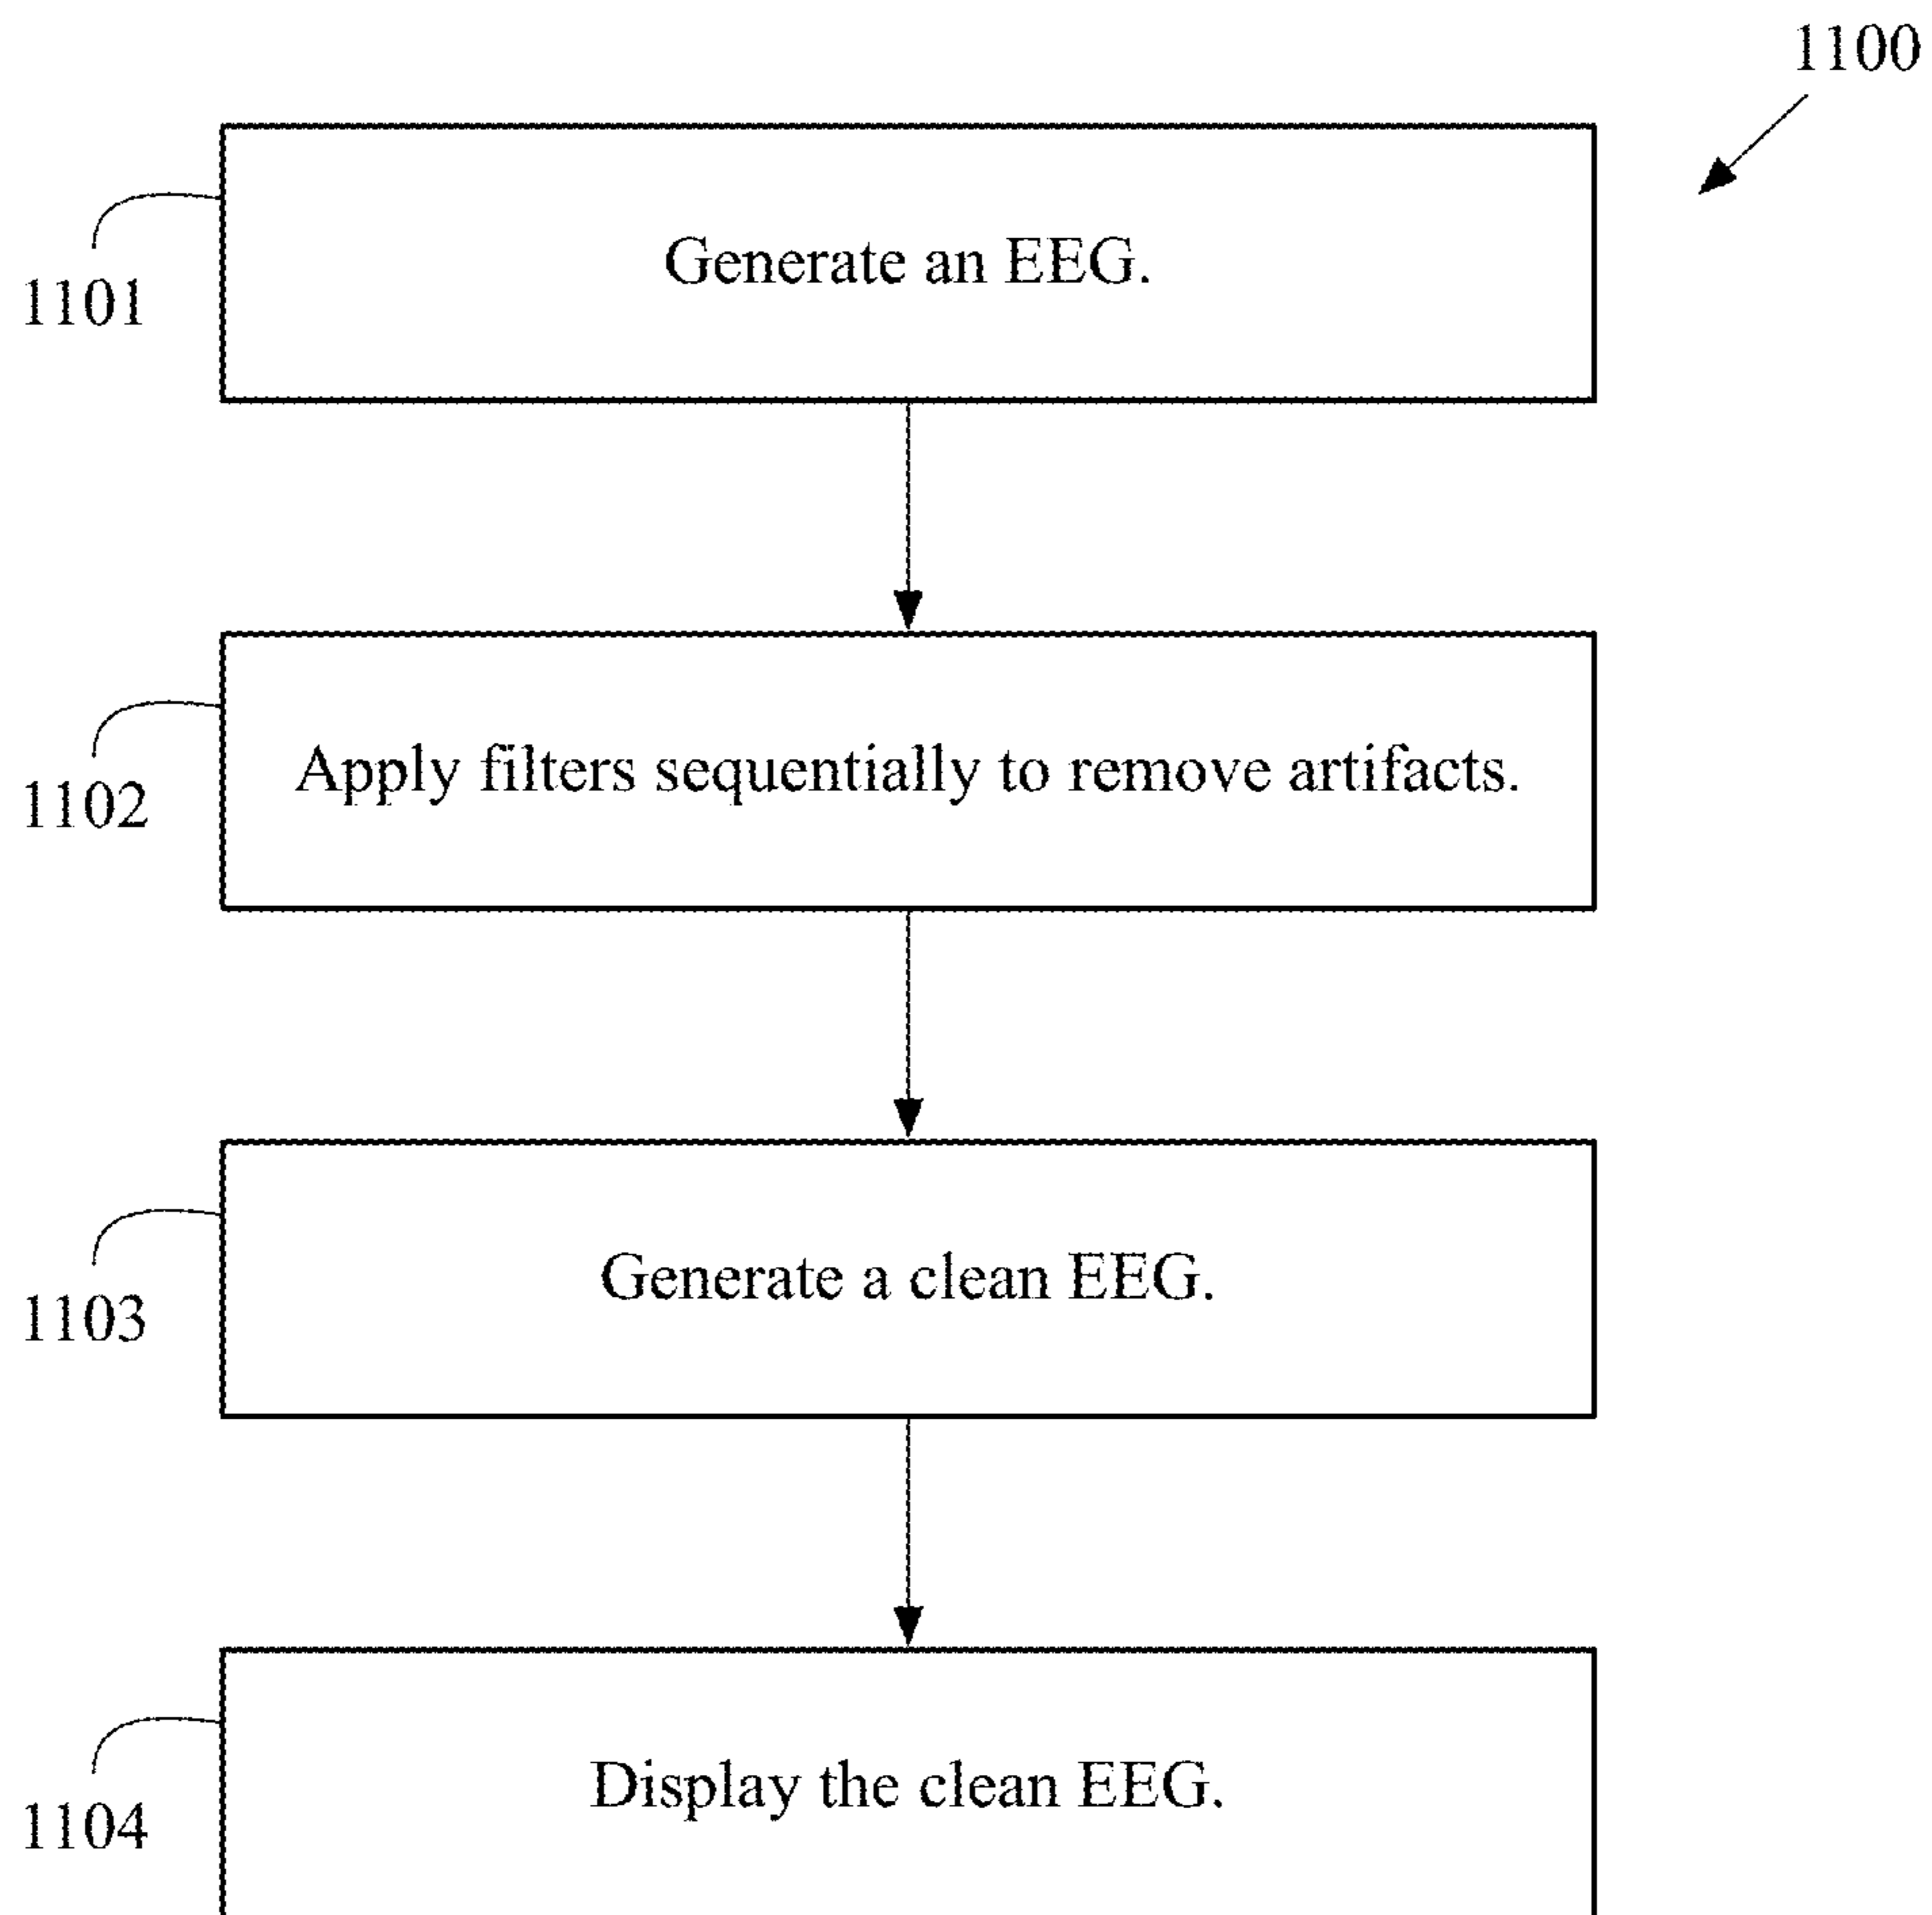 1100
Generate an EEG.
1101
Apply filters sequentially to remove artifacts.
1102
Generate a clean EEG.
1103
Display the clean EEG.
1104